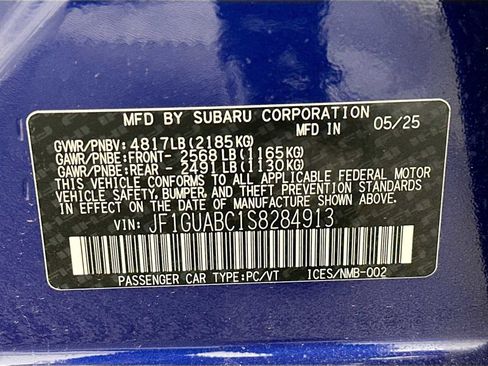 MFD BY SUBARU CORPORATION 05/25
GVWR/PNBV: 4817LB(2185KG)
GAWR/PNBE:FRONT- 2568LB(1165KG)
GAWR/PNBE:REAR - 2491LB(1130KG)
THIS VEHICLE CONFORMS TO ALL APPLICABLE FEDERAL MOTOR
VEHICLE SAFETY, BUMPER, AND THEFT PREVENTION STANDARDS
IN EFFECT ON THE DATE OF MANUFACTURE SHOWN ABOVE.
VIN: JF1GUABC1S8284913
PASSENGER CAR TYPE:PC/VT ICES/NMB-002